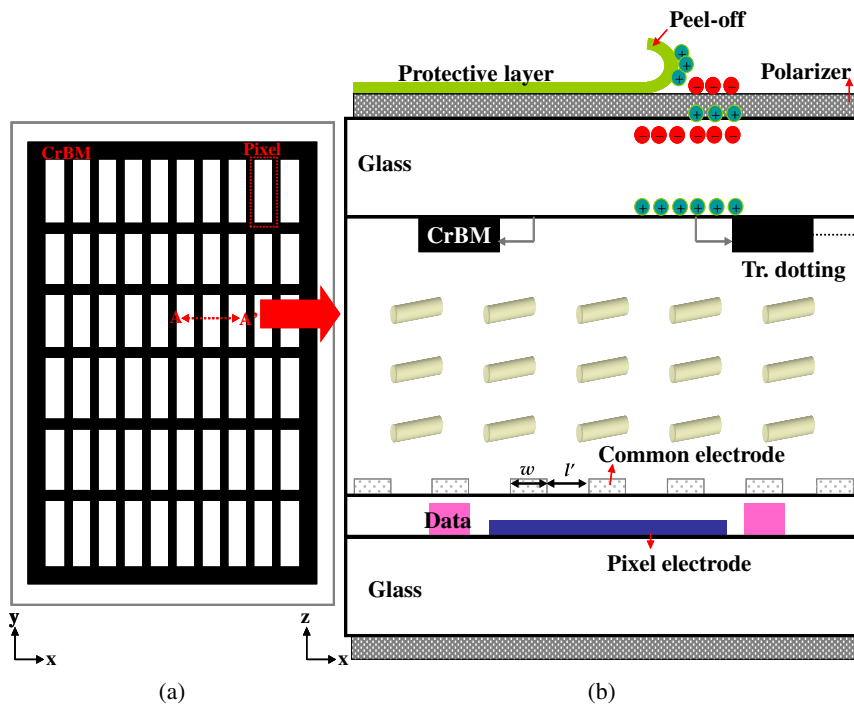 CrBM
Pixel
A
A'
y
x
z
x
(a)
Peel-off
Protective layer
Polarizer
Glass
CrBM
Tr. dotting
Common electrode
w
l'
Data
Pixel electrode
Glass
(b)